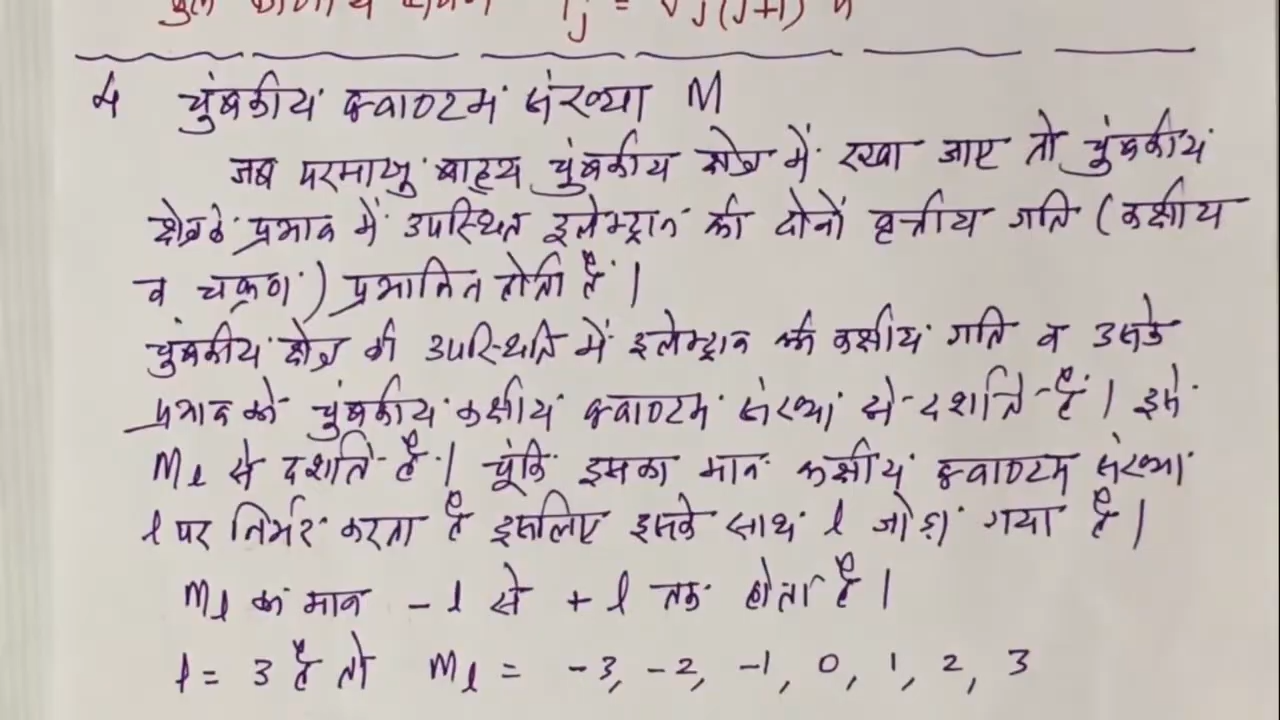 कुल कोणीय संवेग Pj = √j(j+1) ħ
4 चुंबकीय क्वाण्टम संख्या M
जब परमाणु बाह्य चुंबकीय क्षेत्र में रखा जाए तो चुंबकीय
क्षेत्र के प्रभाव में उपस्थित इलेक्ट्रान की दोनों वृत्तीय गति (कक्षीय
व चक्रण) प्रभावित होती है।
चुंबकीय क्षेत्र की उपस्थिति में इलेक्ट्रान की कक्षीय गति व उसके
प्रभाव को चुंबकीय कक्षीय क्वाण्टम संख्या से दर्शाते है। इसे
Ml से दर्शाते है। चूंकि इसका मान कक्षीय क्वाण्टम संख्या
l पर निर्भर करता है इसलिए इसके साथ l जोड़ा गया है।
Ml का मान -l से +l तक होता है।
l = 3 है तो Ml = -3, -2, -1, 0, 1, 2, 3